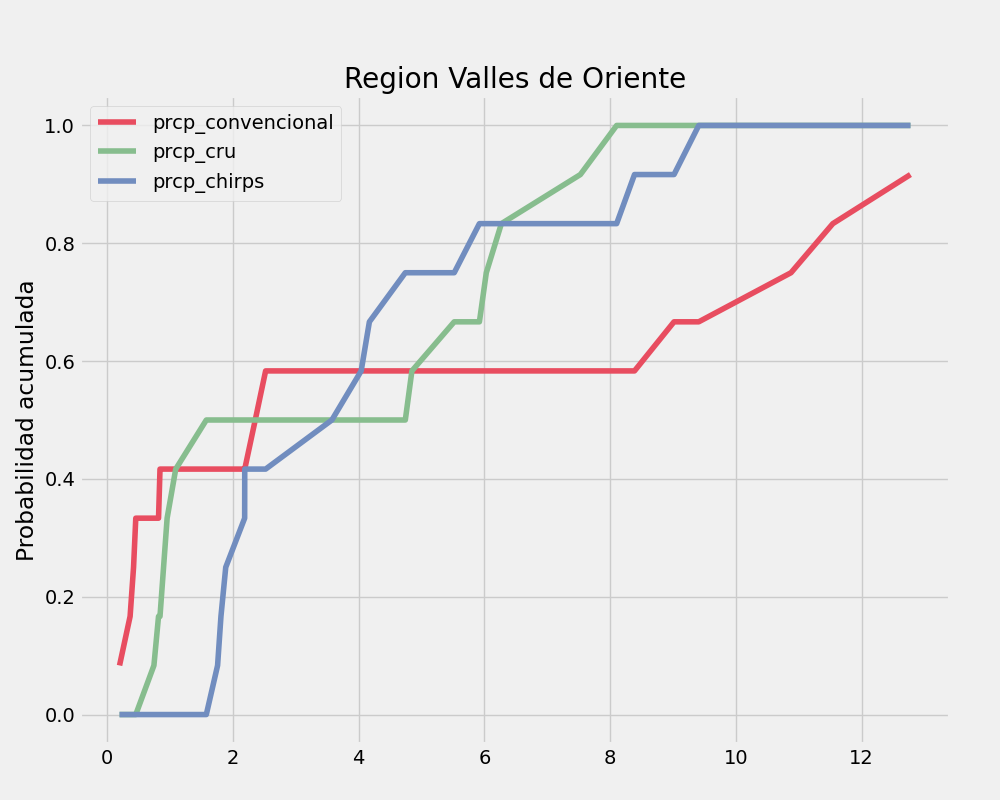 Region Valles de Oriente
prcp_convencional
prcp_cru
prcp_chirps
Probabilidad acumulada
1.0
0.8
0.6
0.4
0.2
0.0
0 2 4 6 8 10 12